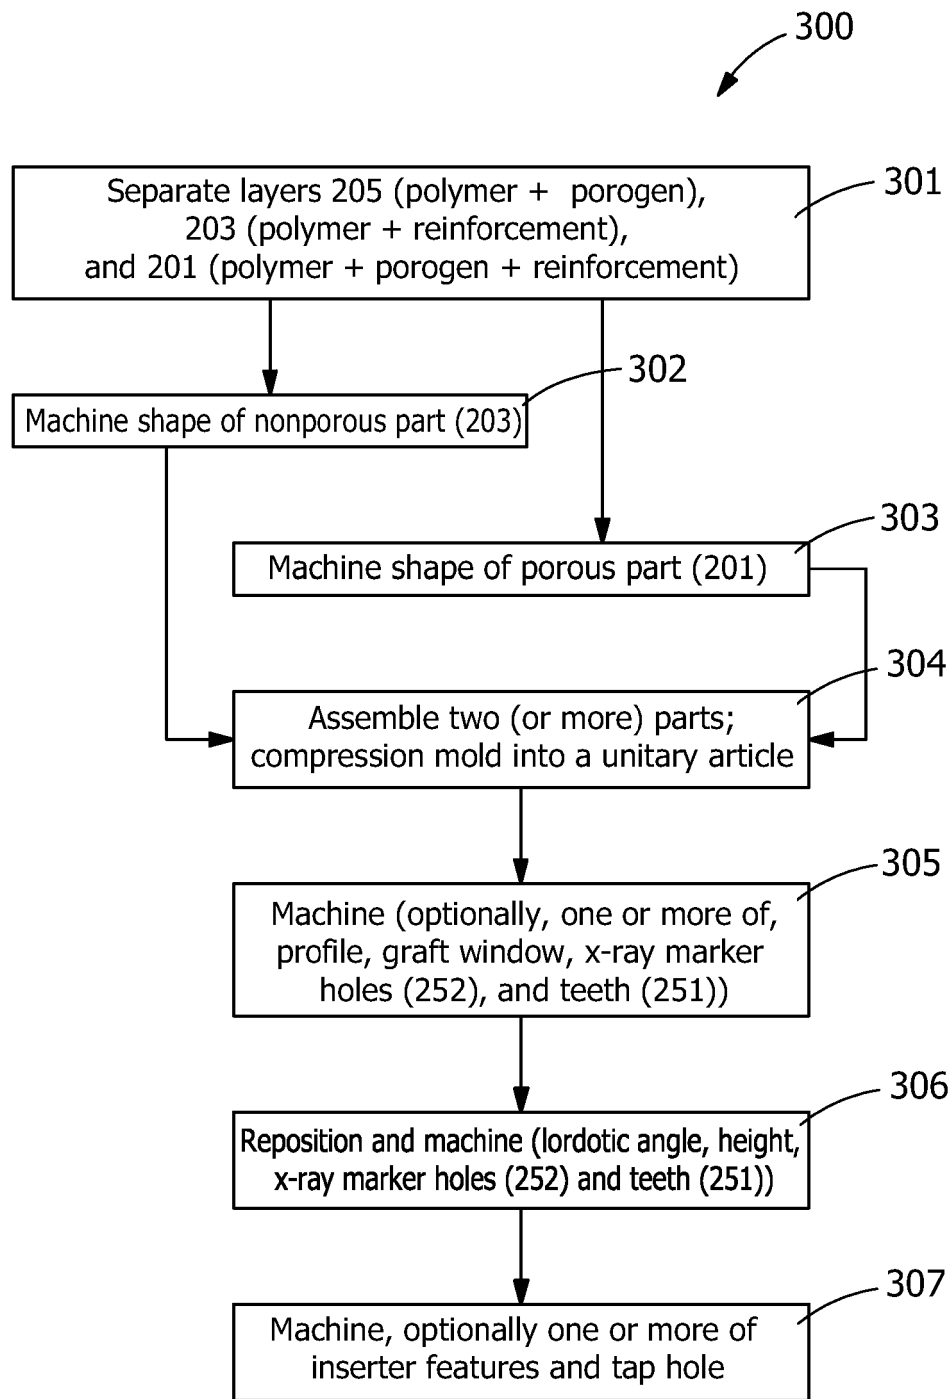 300
Separate layers 205 (polymer + porogen),
203 (polymer + reinforcement),
and 201 (polymer + porogen + reinforcement)
301
302
Machine shape of nonporous part (203)
303
Machine shape of porous part (201)
304
Assemble two (or more) parts;
compression mold into a unitary article
305
Machine (optionally, one or more of,
profile, graft window, x-ray marker
holes (252), and teeth (251))
306
Reposition and machine (lordotic angle, height,
x-ray marker holes (252) and teeth (251))
307
Machine, optionally one or more of
inserter features and tap hole